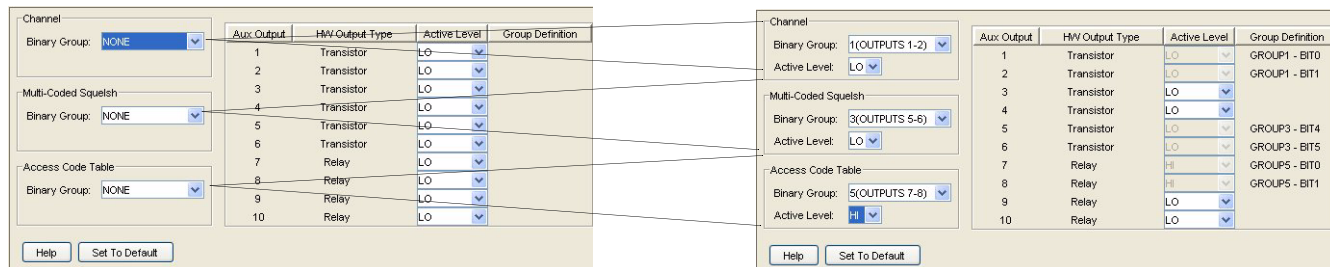 Channel
Binary Group: NONE
Multi-Coded Squelsh
Binary Group: NONE
Access Code Table
Binary Group: NONE
Help Set To Default
Aux Output HW Output Type Active Level Group Definition
1 Transistor LO
2 Transistor LO
3 Transistor LO
4 Transistor LO
5 Transistor LO
6 Transistor LO
7 Relay LO
8 Relay LO
9 Relay LO
10 Relay LO
Channel
Binary Group: 1(OUTPUTS 1-2)
Active Level: LO
Multi-Coded Squelsh
Binary Group: 3(OUTPUTS 5-6)
Active Level: LO
Access Code Table
Binary Group: 5(OUTPUTS 7-8)
Active Level: HI
Help Set To Default
Aux Output HW Output Type Active Level Group Definition
1 Transistor LO GROUP1 - BIT0
2 Transistor LO GROUP1 - BIT1
3 Transistor LO
4 Transistor LO
5 Transistor LO GROUP3 - BIT4
6 Transistor LO GROUP3 - BIT5
7 Relay HI GROUP5 - BIT0
8 Relay HI GROUP5 - BIT1
9 Relay LO
10 Relay LO